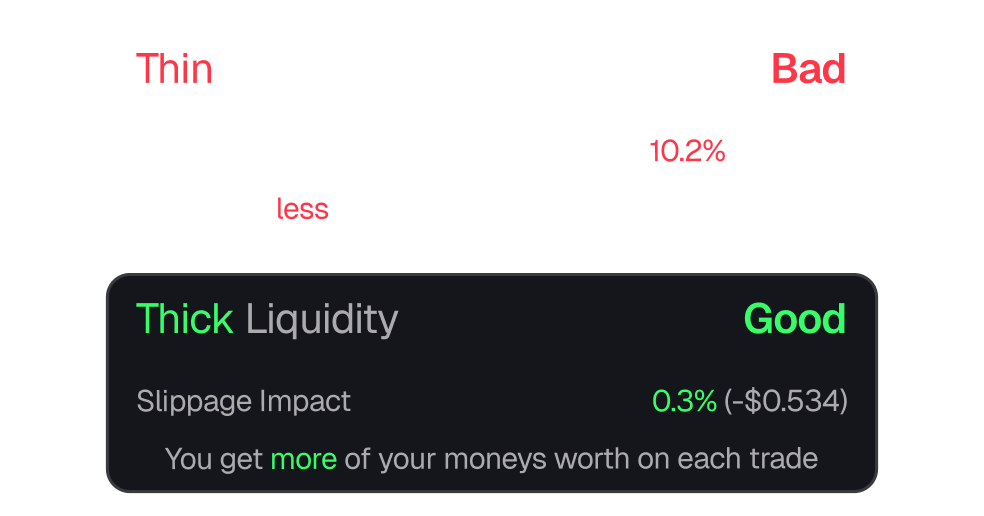 Thin Bad
10.2%
less
Thick Liquidity Good
Slippage Impact 0.3% (-$0.534)
You get more of your moneys worth on each trade